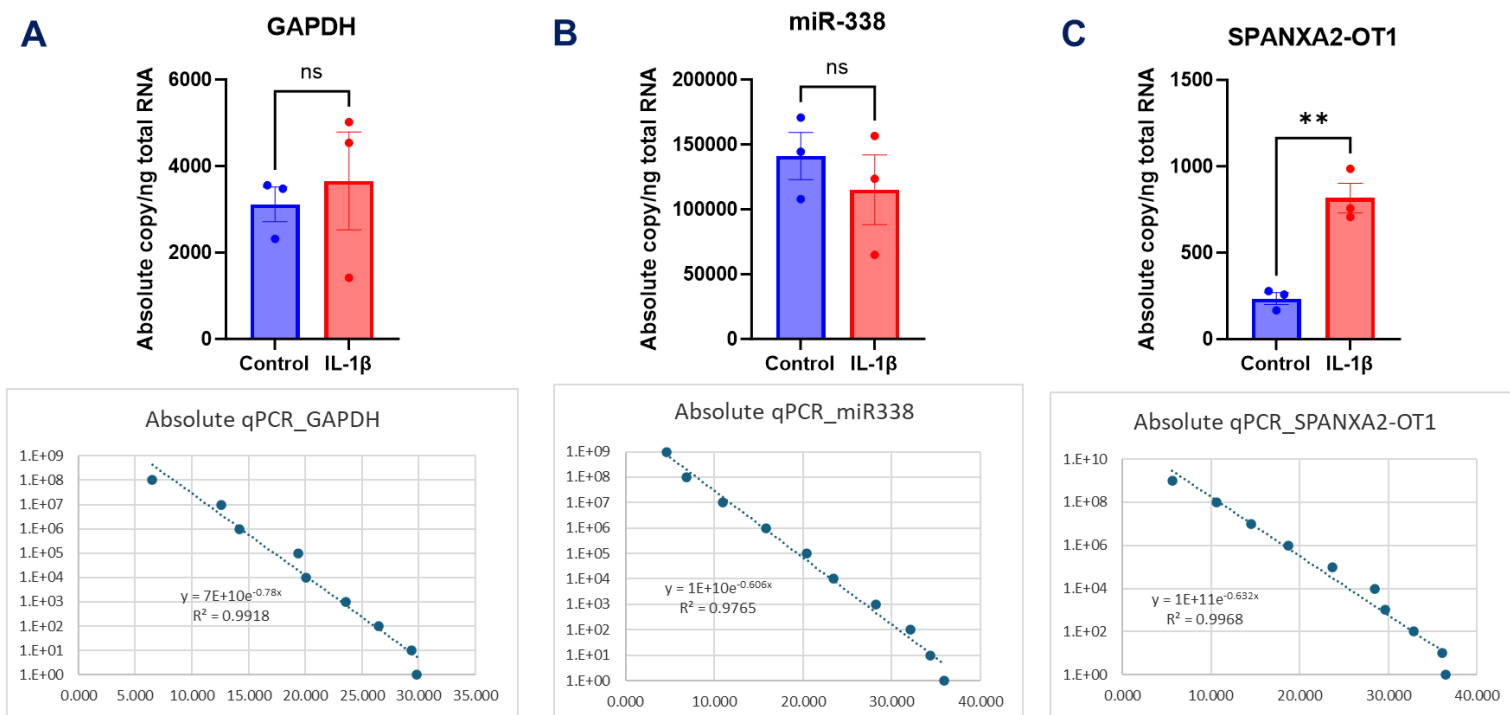 A
GAPDH
Absolute copy/ng total RNA
6000
4000
2000
0
ns
Control IL-1β
B
miR-338
Absolute copy/ng total RNA
200000
150000
100000
50000
0
ns
Control IL-1β
C
SPANXA2-OT1
Absolute copy/ng total RNA
1500
1000
500
0
**
Control IL-1β
Absolute qPCR_GAPDH
1.E+09
1.E+08
1.E+07
1.E+06
1.E+05
1.E+04
1.E+03
1.E+02
1.E+01
1.E+00
y = 7E+10e-0.78x
R² = 0.9918
0.000 5.000 10.000 15.000 20.000 25.000 30.000 35.000
Absolute qPCR_miR338
1.E+09
1.E+08
1.E+07
1.E+06
1.E+05
1.E+04
1.E+03
1.E+02
1.E+01
1.E+00
y = 1E+10e-0.606x
R² = 0.9765
0.000 10.000 20.000 30.000 40.000
Absolute qPCR_SPANXA2-OT1
1.E+10
1.E+08
1.E+06
1.E+04
1.E+02
1.E+00
y = 1E+11e-0.632x
R² = 0.9968
0.000 10.000 20.000 30.000 40.000